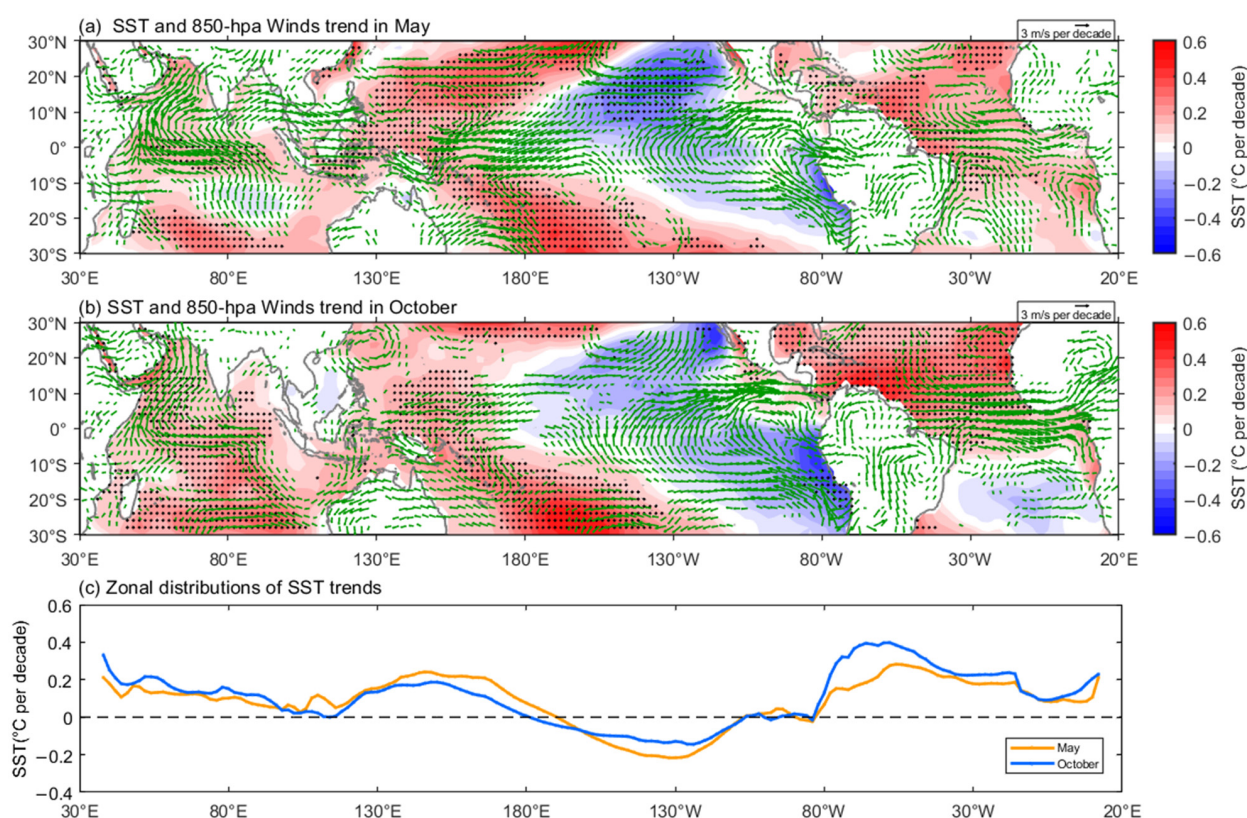 (a) SST and 850-hpa Winds trend in May
3 m/s per decade
30°N
20°N
10°N
0°
10°S
20°S
30°S
30°E 80°E 130°E 180°E 130°W 80°W 30°W 20°E
0.6
0.4
0.2
0
−0.2
−0.4
−0.6
SST (°C per decade)
(b) SST and 850-hpa Winds trend in October
3 m/s per decade
30°N
20°N
10°N
0°
10°S
20°S
30°S
30°E 80°E 130°E 180°E 130°W 80°W 30°W 20°E
0.6
0.4
0.2
0
−0.2
−0.4
−0.6
SST (°C per decade)
(c) Zonal distributions of SST trends
SST(°C per decade)
0.6
0.4
0.2
0
−0.2
−0.4
May
October
30°E 80°E 130°E 180°E 130°W 80°W 30°W 20°E